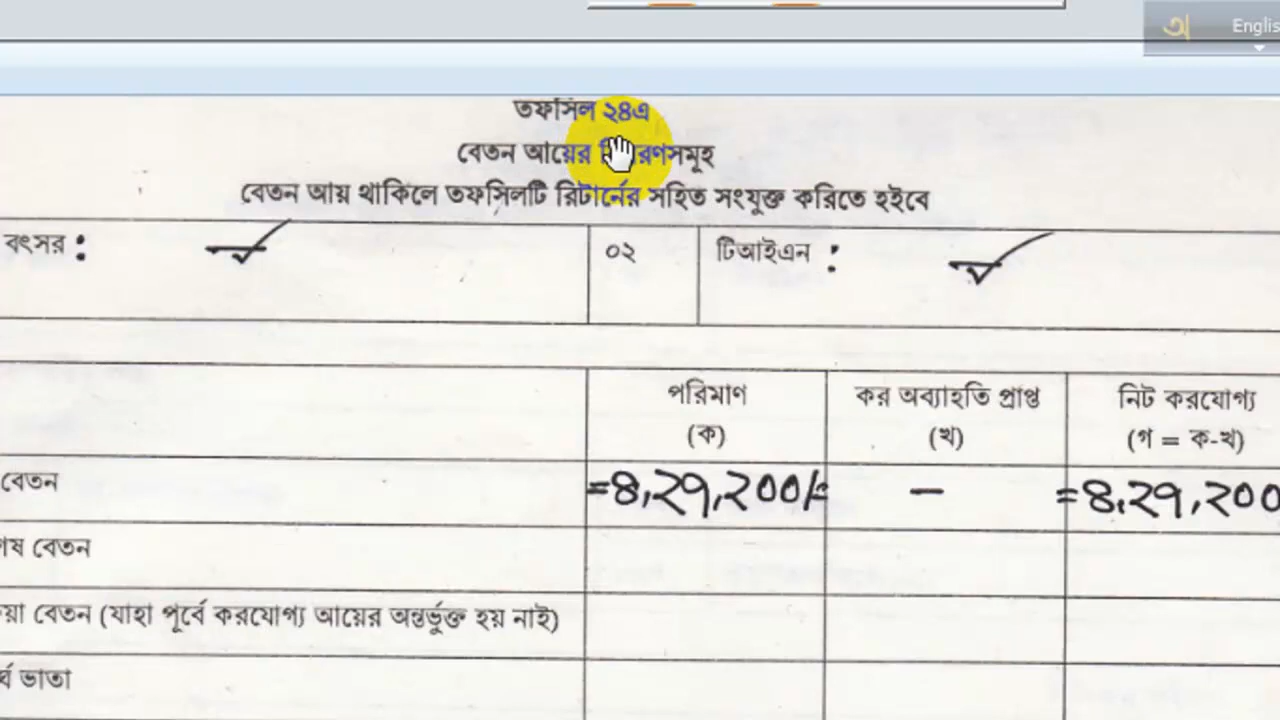 অ Englis
তফসিল ২৪এ
বেতন আয়ের বিবরণসমূহ
বেতন আয় থাকিলে তফসিলটি রিটার্নের সহিত সংযুক্ত করিতে হইবে
বৎসর : ০২ টিআইএন :
পরিমাণ কর অব্যাহতি প্রাপ্ত নিট করযোগ্য
(ক) (খ) (গ = ক-খ)
বেতন =৪,২৭,২০০/= — =৪,২৭,২০০
ষ বেতন
য়া বেতন (যাহা পূর্বে করযোগ্য আয়ের অন্তর্ভুক্ত হয় নাই)
র্ঘ ভাতা